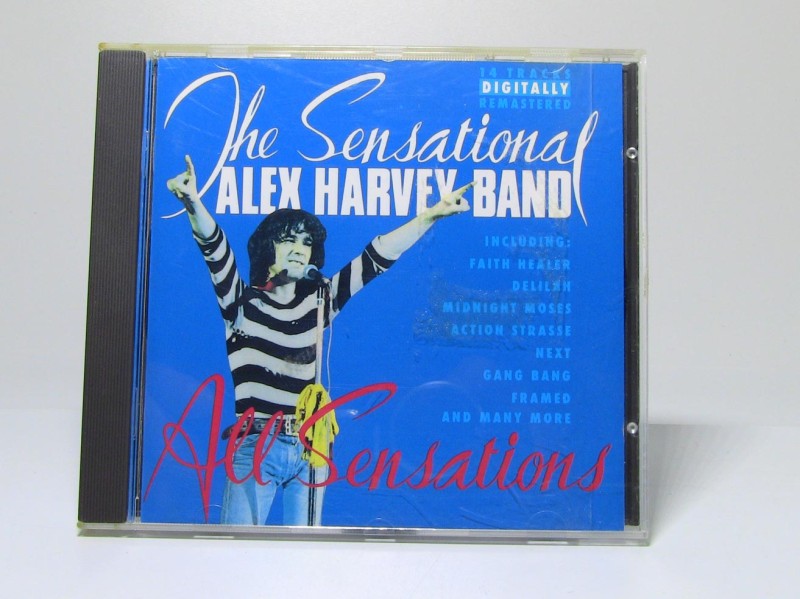 14 TRACKS
DIGITALLY
REMASTERED
The Sensational
ALEX HARVEY BAND
INCLUDING:
FAITH HEALER
DELILAH
MIDNIGHT MOSES
ACTION STRASSE
NEXT
GANG BANG
FRAMED
AND MANY MORE
All Sensations